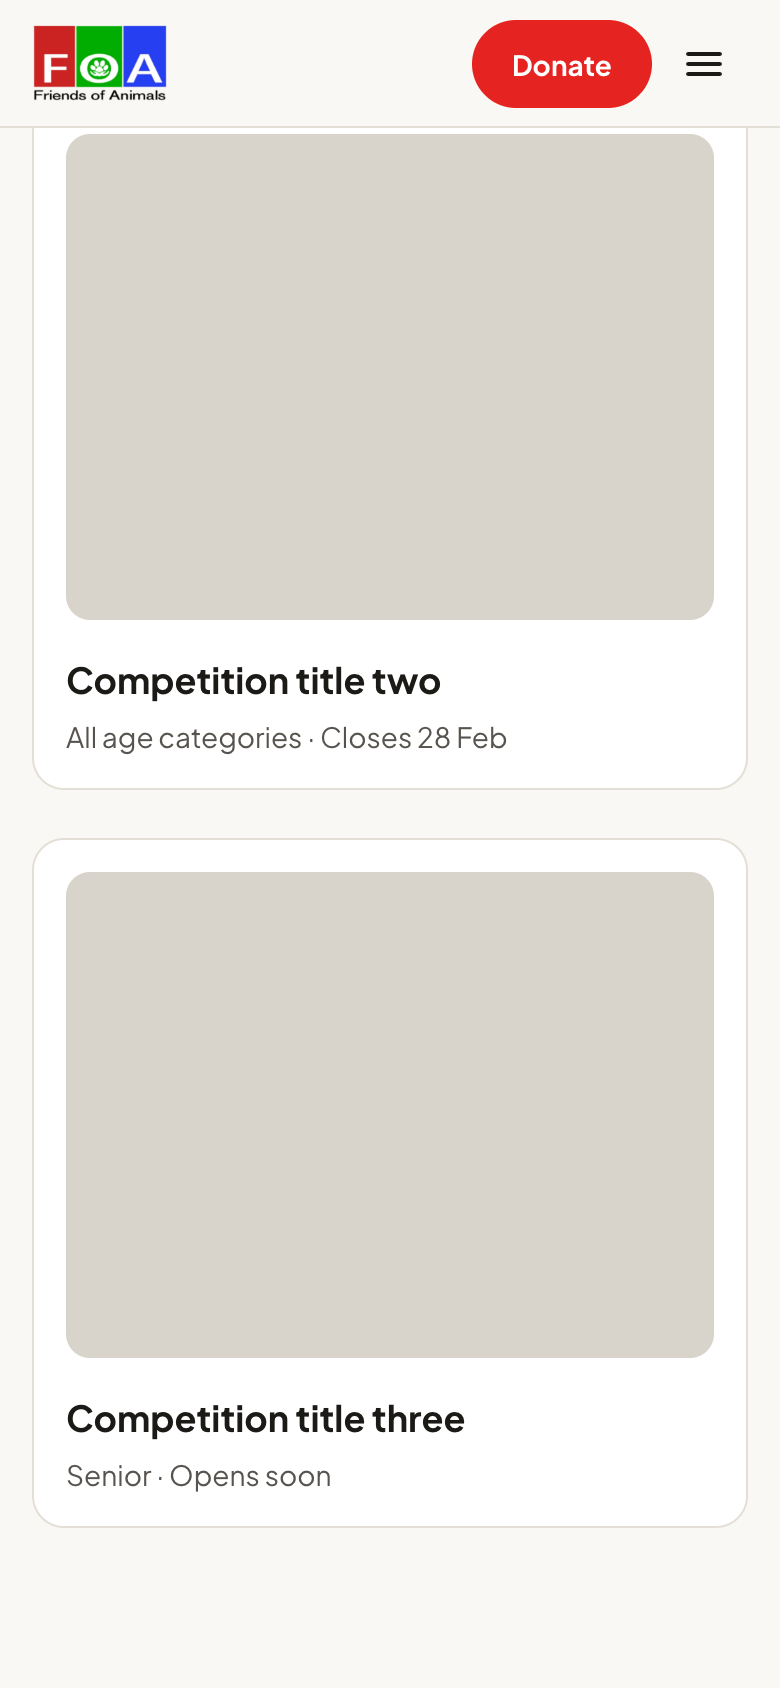 FOA
Friends of Animals
Donate
Competition title two
All age categories · Closes 28 Feb
Competition title three
Senior · Opens soon